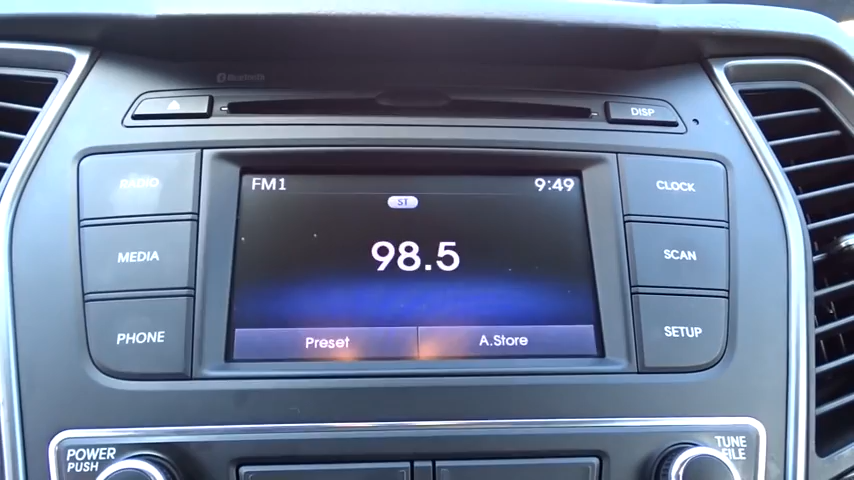 Bluetooth
DISP
RADIO
MEDIA
PHONE
FM1
9:49
ST
98.5
Preset
A.Store
CLOCK
SCAN
SETUP
POWER
PUSH
TUNE
FILE